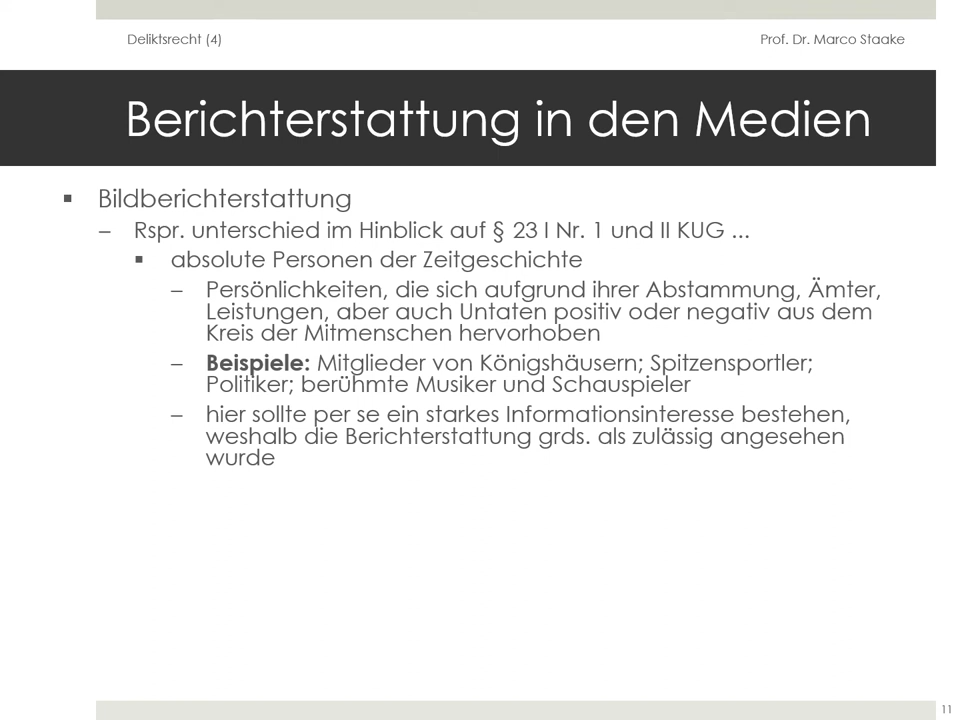 Deliktsrecht (4)
Prof. Dr. Marco Staake
Berichterstattung in den Medien
▪ Bildberichterstattung
– Rspr. unterschied im Hinblick auf § 23 I Nr. 1 und II KUG ...
▪ absolute Personen der Zeitgeschichte
– Persönlichkeiten, die sich aufgrund ihrer Abstammung, Ämter,
Leistungen, aber auch Untaten positiv oder negativ aus dem
Kreis der Mitmenschen hervorhoben
– Beispiele: Mitglieder von Königshäusern; Spitzensportler;
Politiker; berühmte Musiker und Schauspieler
– hier sollte per se ein starkes Informationsinteresse bestehen,
weshalb die Berichterstattung grds. als zulässig angesehen
wurde
11